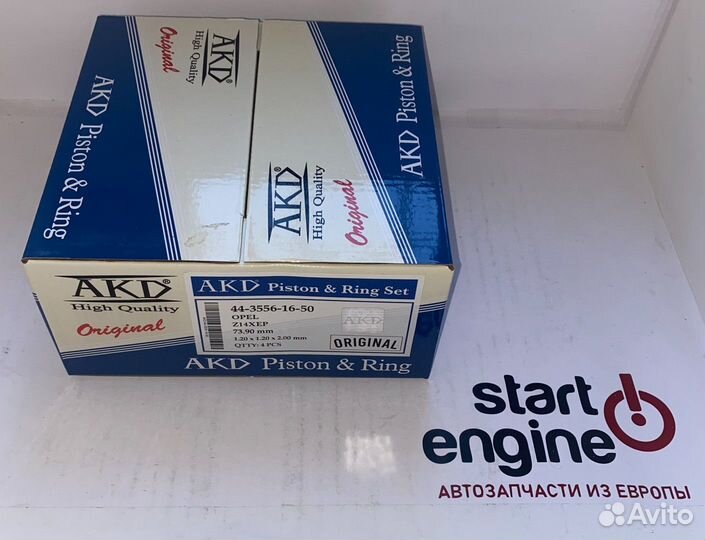 AKD
High Quality
Original
AKD Piston & Ring
AKD
High Quality
Original
AKD Piston & Ring
AKD
High Quality
Original
AKD Piston & Ring Set
44-3556-16-50
OPEL
Z14XEP
73.90 mm
1.20 x 1.20 x 2.00 mm
QTTY: 4 PCS
AKD
ORIGINAL
AKD Piston & Ring
start
engine
АВТОЗАПЧАСТИ ИЗ ЕВРОПЫ
Avito